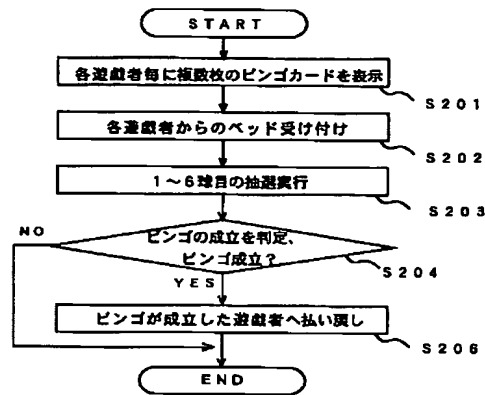 START
各遊戯者毎に複数枚のビンゴカードを表示
S201
各遊戯者からのベッド受け付け
S202
1～6球目の抽選実行
S203
NO
ビンゴの成立を判定、
ビンゴ成立？
S204
YES
ビンゴが成立した遊戯者へ払い戻し
S206
END